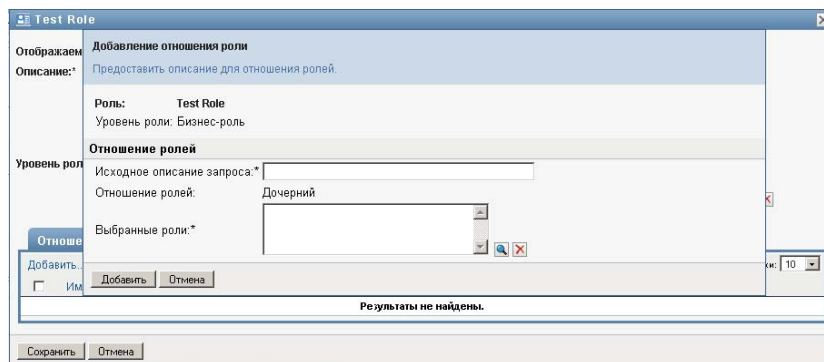 Test Role
Отображаем
Описание:*
Добавление отношения роли
Предоставить описание для отношения ролей.
Роль: Test Role
Уровень роли: Бизнес-роль
Отношение ролей
Уровень рол
Исходное описание запроса:*
Отношение ролей: Дочерний
Выбранные роли:*
Отноше
Добавить..
ки: 10
Им
Добавить Отмена
Результаты не найдены.
Сохранить Отмена